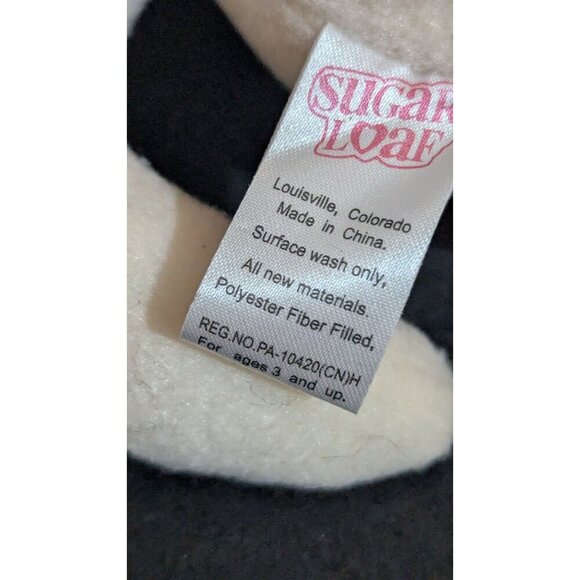 SUGAR
LOAF
Louisville, Colorado
Made in China.
Surface wash only,
All new materials.
Polyester Fiber Filled,
REG.NO.PA-10420(CN)H
For ages 3 and up.